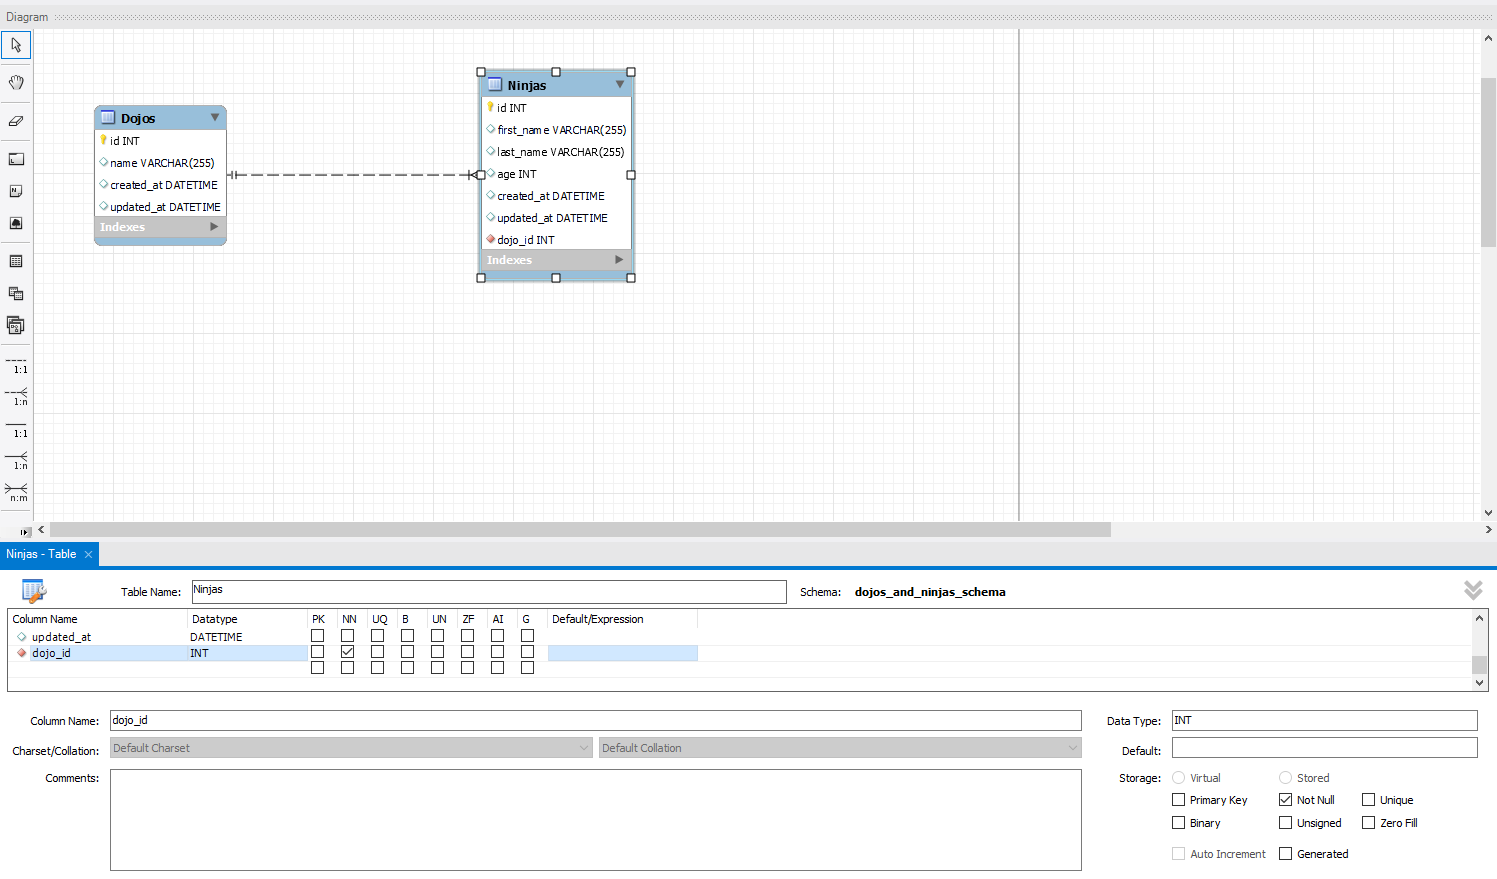 Diagram
Dojos
id INT
name VARCHAR(255)
created_at DATETIME
updated_at DATETIME
Indexes
Ninjas
id INT
first_name VARCHAR(255)
last_name VARCHAR(255)
age INT
created_at DATETIME
updated_at DATETIME
dojo_id INT
Indexes
1:1
1:n
1:1
1:n
n:m
Ninjas - Table
Table Name: Ninjas Schema: dojos_and_ninjas_schema
Column Name Datatype PK NN UQ B UN ZF AI G Default/Expression
updated_at DATETIME
dojo_id INT
Column Name: dojo_id Data Type: INT
Charset/Collation: Default Charset Default Collation Default:
Comments: Storage: Virtual Stored
Primary Key Not Null Unique
Binary Unsigned Zero Fill
Auto Increment Generated